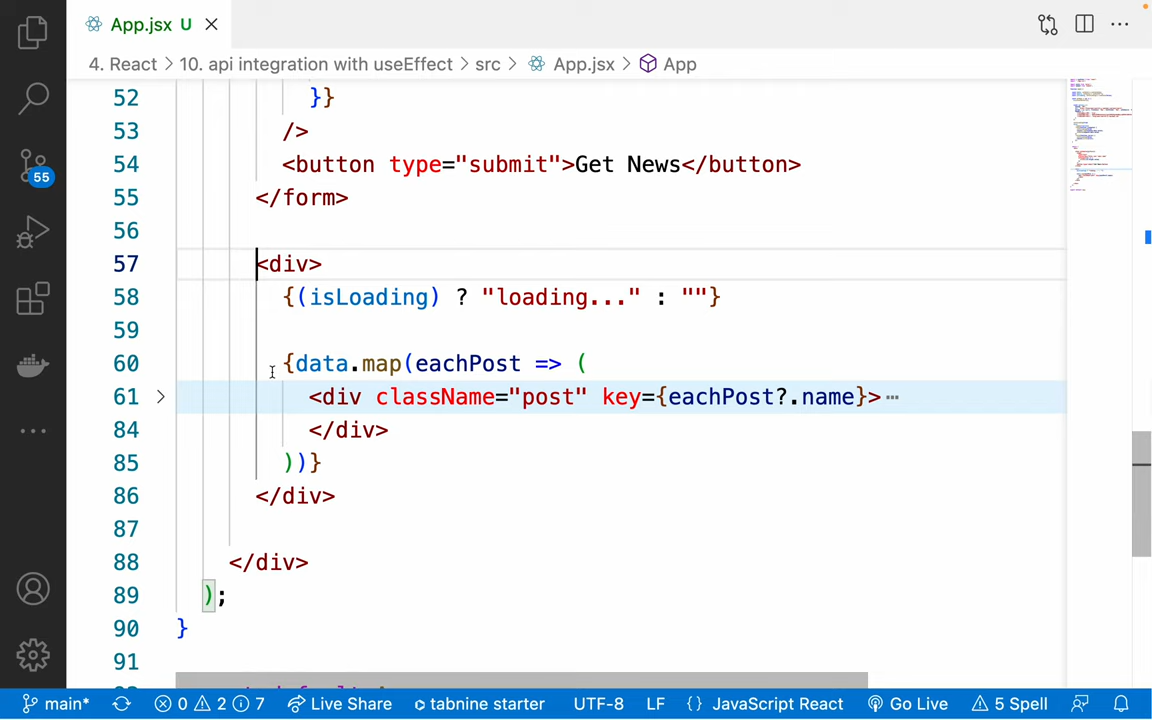 App.jsx U
4. React > 10. api integration with useEffect > src > App.jsx > App
52 }}
53 />
54 <button type="submit">Get News</button>
55 </form>
56
57 <div>
58 {(isLoading) ? "loading..." : ""}
59
60 {data.map(eachPost => (
61 <div className="post" key={eachPost?.name}>
84 </div>
85 ))}
86 </div>
87
88 </div>
89 );
90 }
91
55
main* 0 2 7 Live Share tabnine starter UTF-8 LF {} JavaScript React Go Live 5 Spell